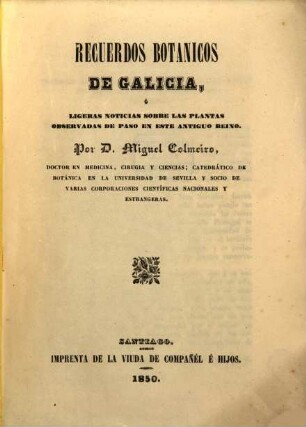 RECUERDOS BOTANICOS
DE GALICIA,
ó
LIGERAS NOTICIAS SOBRE LAS PLANTAS
OBSERVADAS DE PASO EN ESTE ANTIGUO REINO.
Por D. Miguel Colmeiro,
DOCTOR EN MEDICINA, CIRUGIA Y CIENCIAS; CATEDRÁTICO DE
BOTÁNICA EN LA UNIVERSIDAD DE SEVILLA Y SOCIO DE
VARIAS CORPORACIONES CIENTÍFICAS NACIONALES Y
ESTRANGERAS.
SANTIAGO.
IMPRENTA DE LA VIUDA DE COMPAÑÉL É HIJOS.
1850.